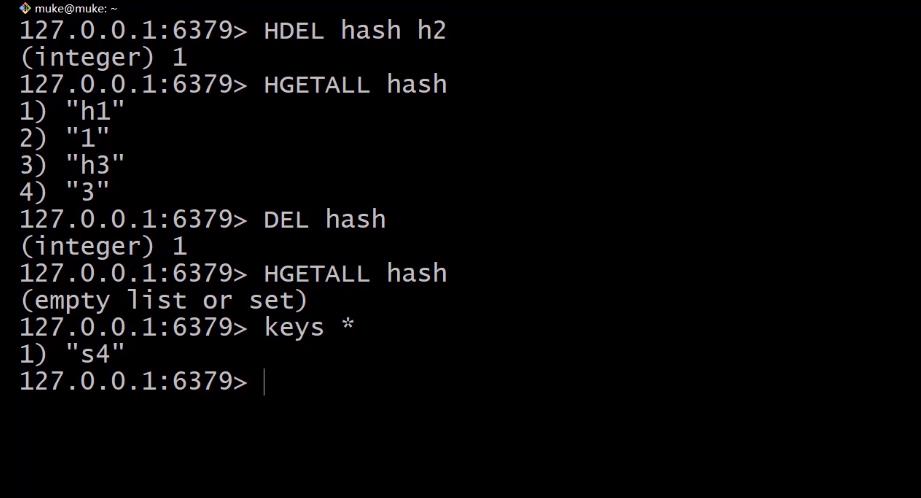 muke@muke: ~
127.0.0.1:6379> HDEL hash h2
(integer) 1
127.0.0.1:6379> HGETALL hash
1) "h1"
2) "1"
3) "h3"
4) "3"
127.0.0.1:6379> DEL hash
(integer) 1
127.0.0.1:6379> HGETALL hash
(empty list or set)
127.0.0.1:6379> keys *
1) "s4"
127.0.0.1:6379>